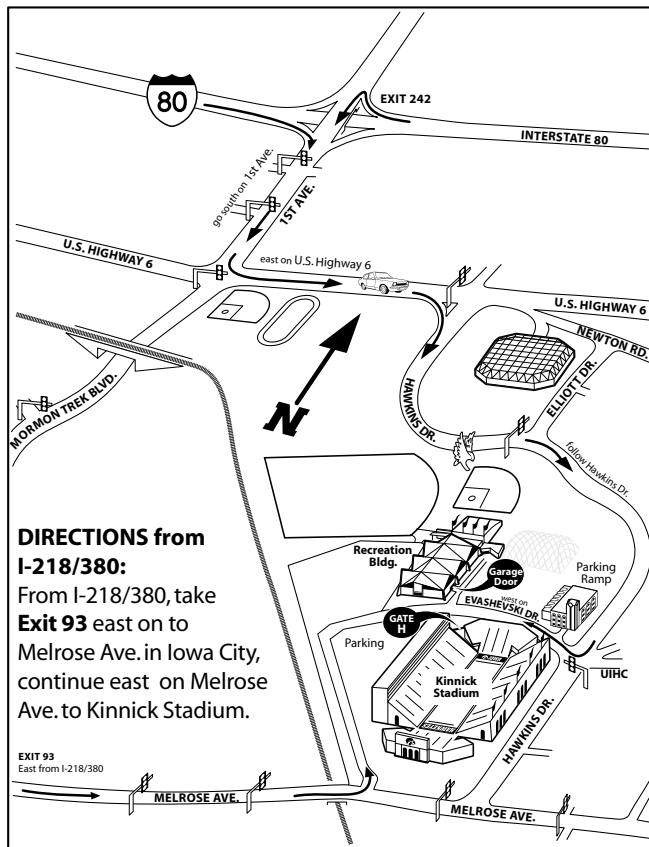 80
EXIT 242
INTERSTATE 80
go south on 1st Ave.
1ST AVE.
U.S. HIGHWAY 6
east on U.S. Highway 6
U.S. HIGHWAY 6
NEWTON RD.
ELLIOTT DR.
MORMON TREK BLVD.
N
HAWKINS DR.
follow Hawkins Dr.
DIRECTIONS from
I-218/380:
From I-218/380, take
Exit 93 east on to
Melrose Ave. in Iowa City,
continue east on Melrose
Ave. to Kinnick Stadium.
Recreation
Bldg.
Garage
Door
Parking
Ramp
west on
EVASHEVSKI DR.
GATE
H
Parking
Kinnick
Stadium
UIHC
HAWKINS DR.
EXIT 93
East from I-218/380
MELROSE AVE.
MELROSE AVE.